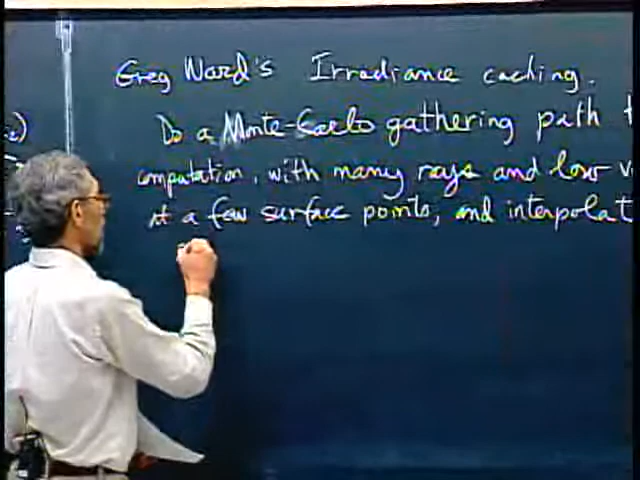 Greg Ward's Irradiance caching.
Do a Monte-Carlo gathering path
computation, with many rays and low
at a few surface points, and interpolat